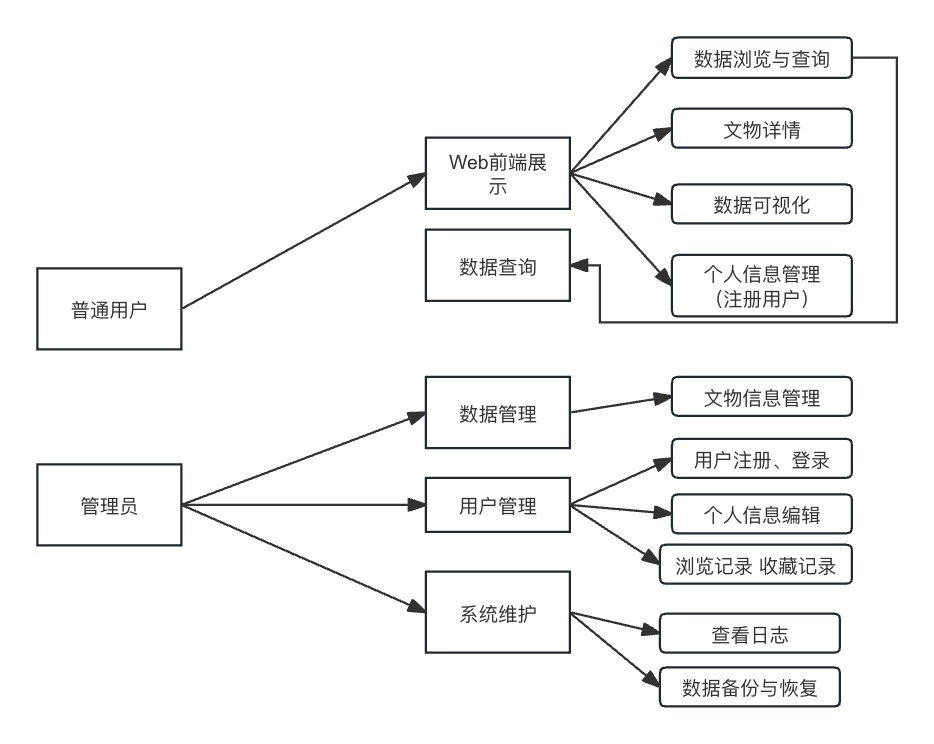 普通用户
Web前端展
示
数据查询
数据浏览与查询
文物详情
数据可视化
个人信息管理
（注册用户）
管理员
数据管理
用户管理
系统维护
文物信息管理
用户注册、登录
个人信息编辑
浏览记录 收藏记录
查看日志
数据备份与恢复